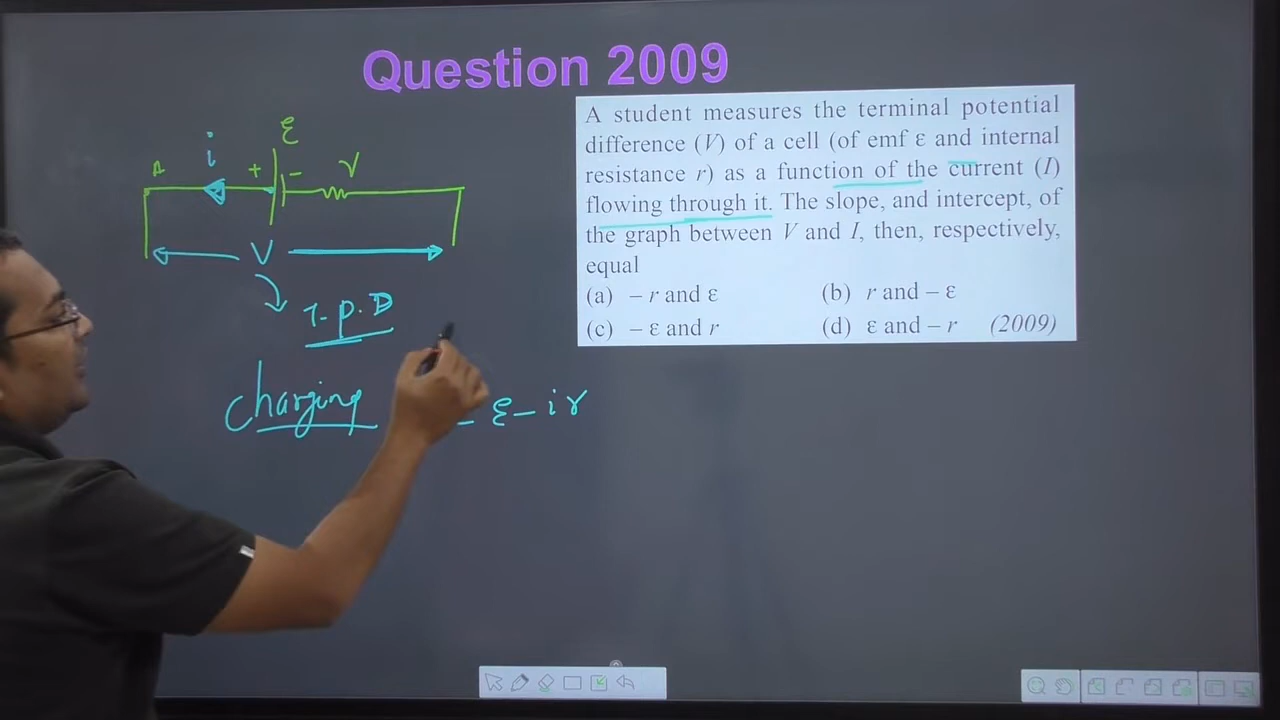 Question 2009
A student measures the terminal potential
difference (V) of a cell (of emf ε and internal
resistance r) as a function of the current (I)
flowing through it. The slope, and intercept, of
the graph between V and I, then, respectively,
equal
(a) – r and ε (b) r and – ε
(c) – ε and r (d) ε and – r (2009)
ε
i
A + - r
V
T.P.D
Charging
ε – i r